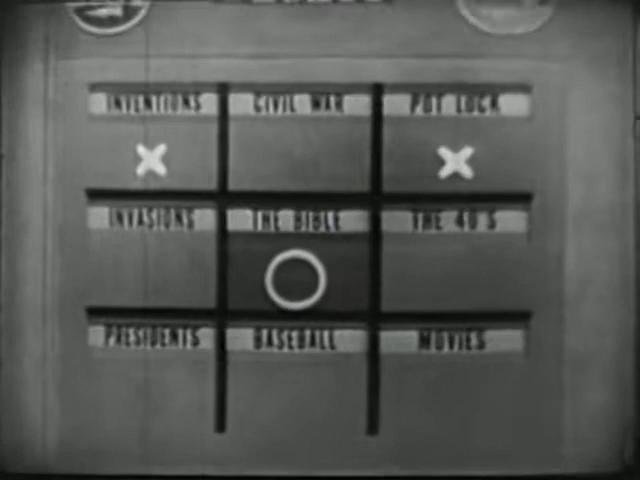 INVENTIONS
CIVIL WAR
POT LUCK
INVASIONS
THE BIBLE
THE 40'S
PRESIDENTS
BASEBALL
MOVIES